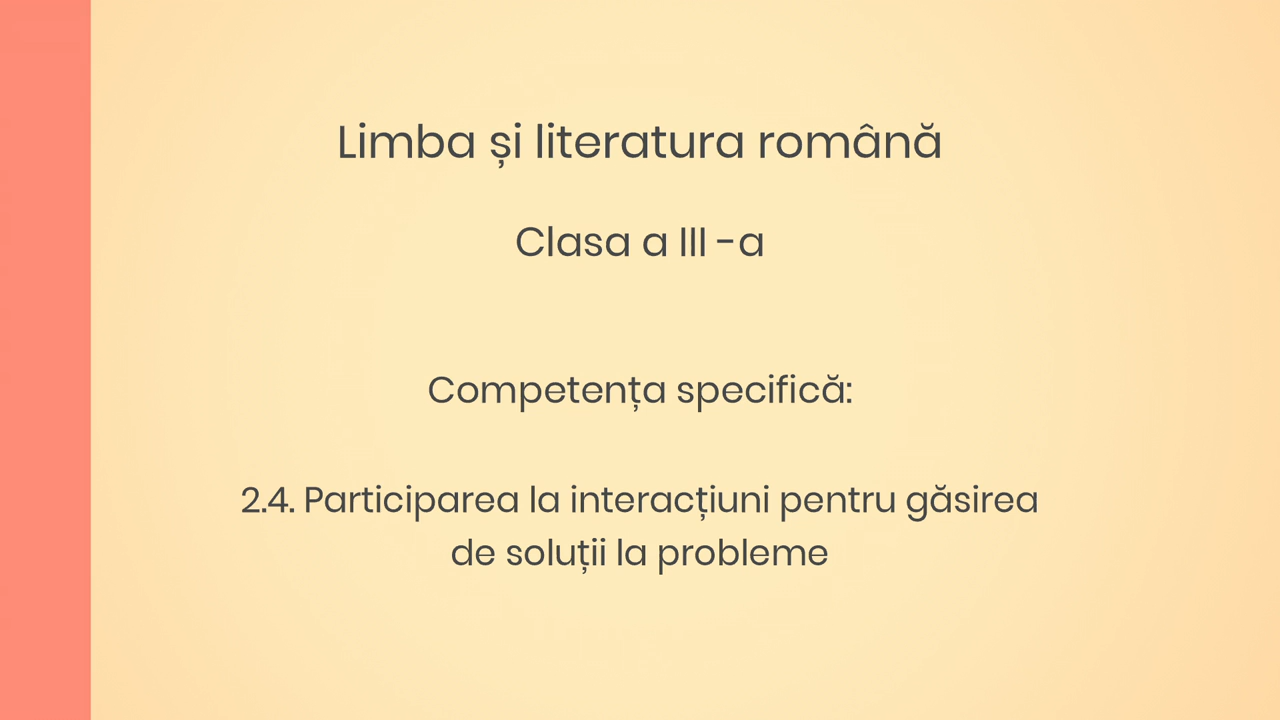 Limba și literatura română
Clasa a III -a
Competența specifică:
2.4. Participarea la interacțiuni pentru găsirea
de soluții la probleme